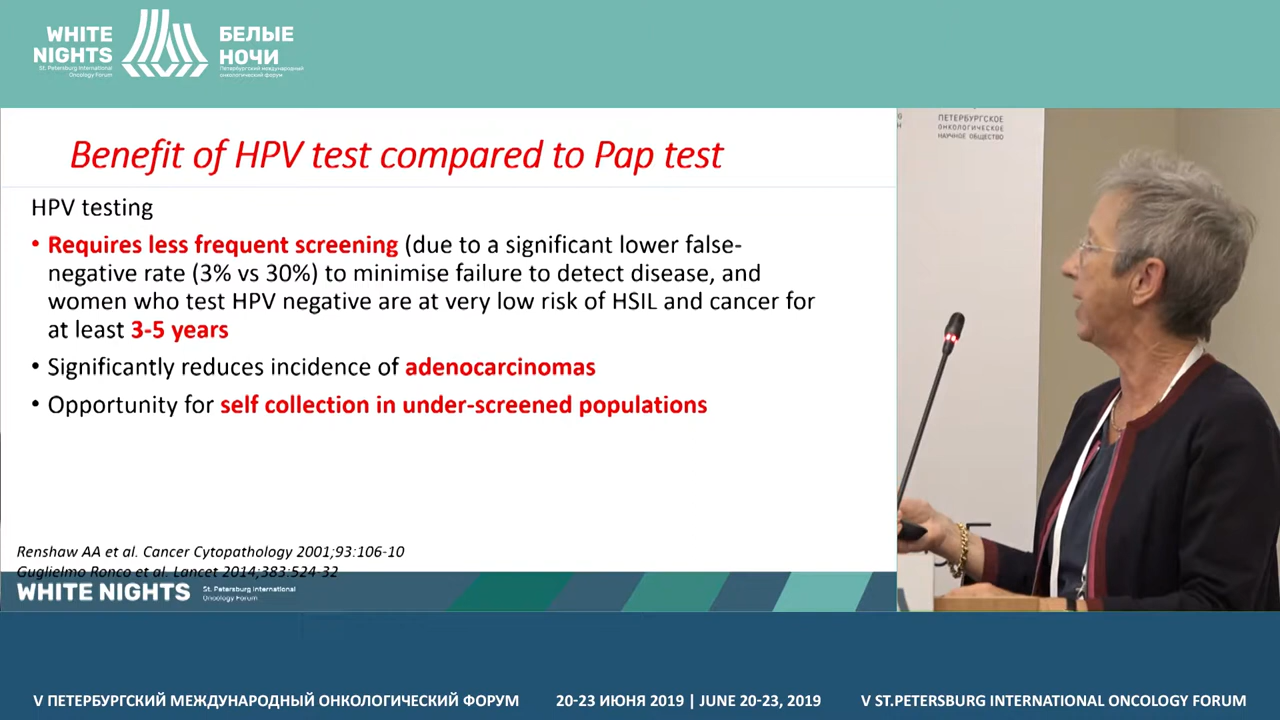 WHITE
NIGHTS
St. Petersburg International
Oncology Forum
БЕЛЫЕ
НОЧИ
Петербургский международный
онкологический форум
ПЕТЕРБУРГСКОЕ
ОНКОЛОГИЧЕСКОЕ
НАУЧНОЕ ОБЩЕСТВО
Benefit of HPV test compared to Pap test
HPV testing
• Requires less frequent screening (due to a significant lower false-
negative rate (3% vs 30%) to minimise failure to detect disease, and
women who test HPV negative are at very low risk of HSIL and cancer for
at least 3-5 years
• Significantly reduces incidence of adenocarcinomas
• Opportunity for self collection in under-screened populations
Renshaw AA et al. Cancer Cytopathology 2001;93:106-10
Guglielmo Ronco et al. Lancet 2014;383:524-32
WHITE NIGHTS
St. Petersburg International
Oncology Forum
V ПЕТЕРБУРГСКИЙ МЕЖДУНАРОДНЫЙ ОНКОЛОГИЧЕСКИЙ ФОРУМ
20-23 ИЮНЯ 2019 | JUNE 20-23, 2019
V ST.PETERSBURG INTERNATIONAL ONCOLOGY FORUM